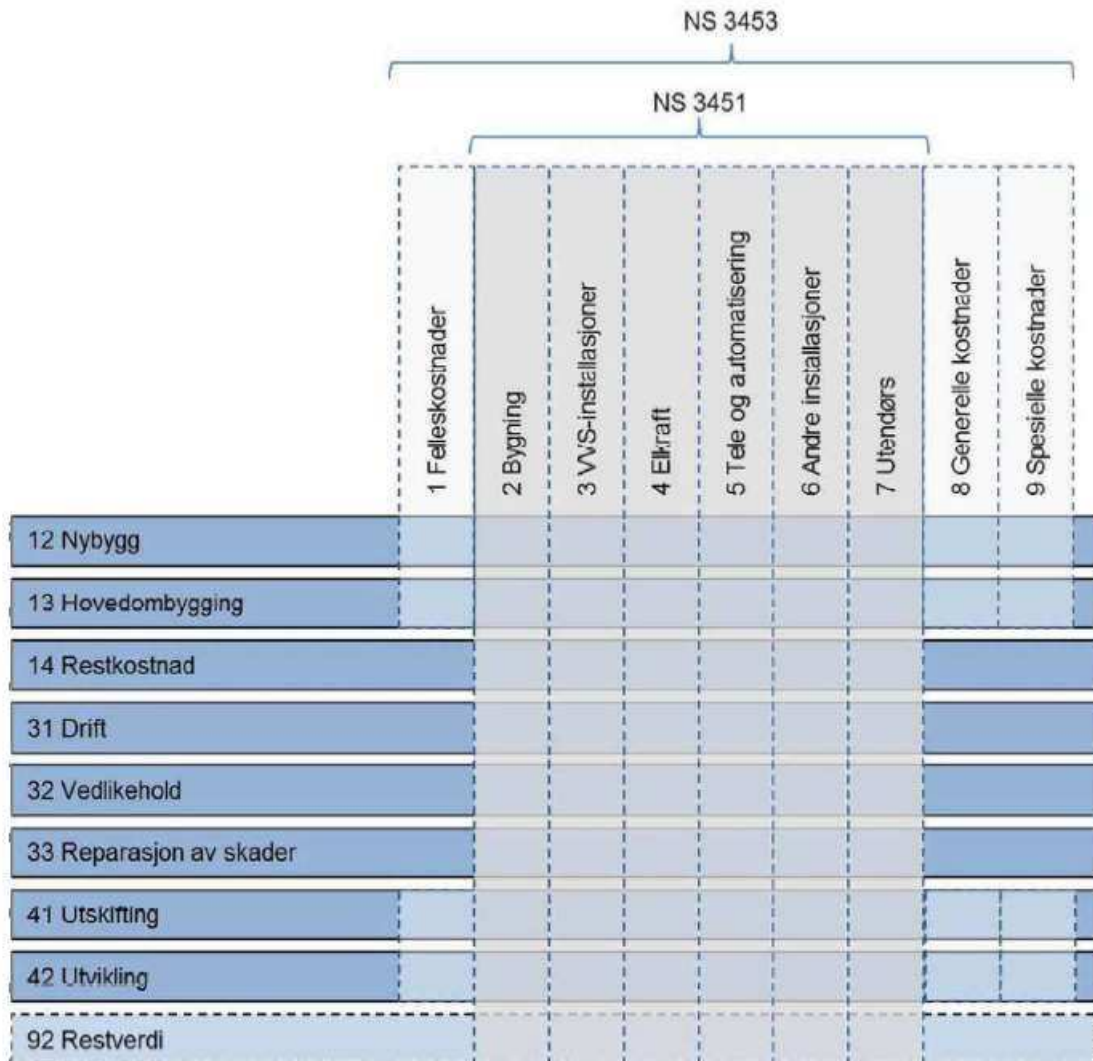 NS 3453
NS 3451
1 Felleskostnader
2 Bygning
3 VVS-installasjoner
4 Elkraft
5 Tele og automatisering
6 Andre installasjoner
7 Utendørs
8 Generelle kostnader
9 Spesielle kostnader
12 Nybygg
13 Hovedombygging
14 Restkostnad
31 Drift
32 Vedlikehold
33 Reparasjon av skader
41 Utskifting
42 Utvikling
92 Restverdi